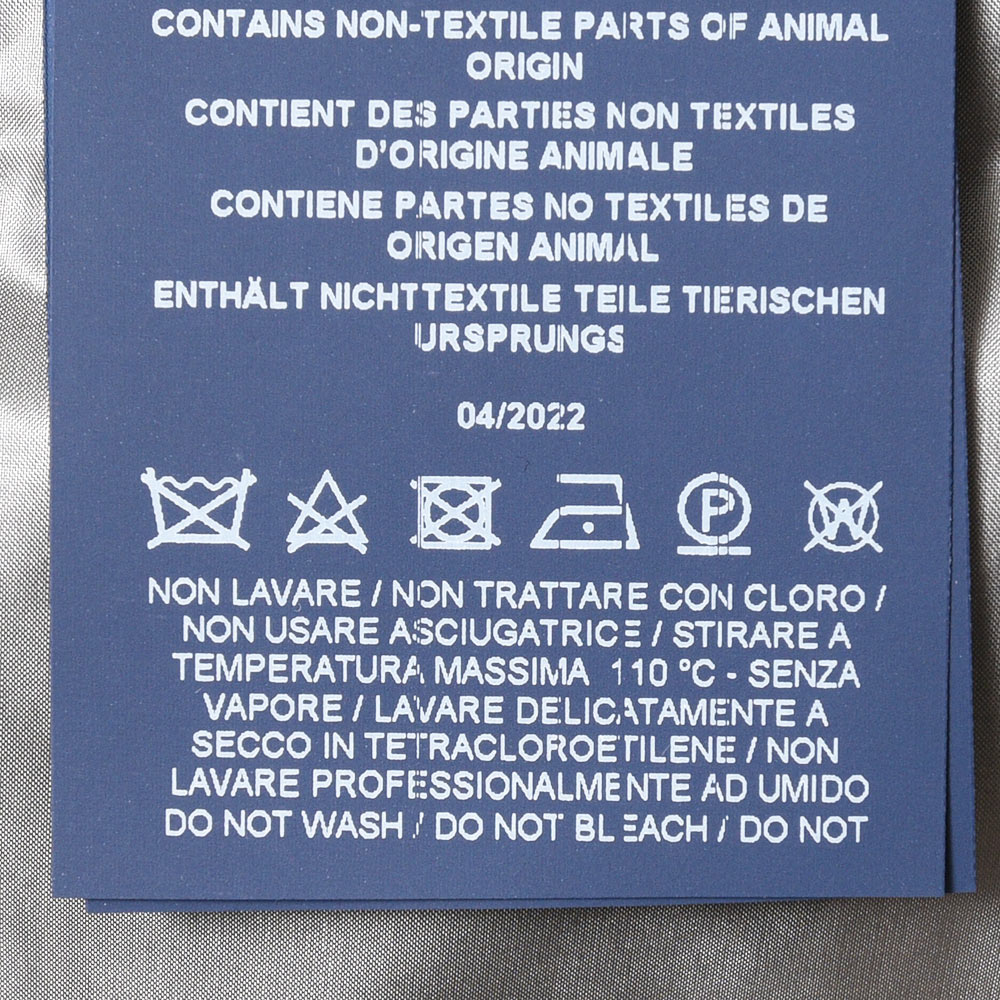 CONTAINS NON-TEXTILE PARTS OF ANIMAL
ORIGIN
CONTIENT DES PARTIES NON TEXTILES
D'ORIGINE ANIMALE
CONTIENE PARTES NO TEXTILES DE
ORIGEN ANIMAL
ENTHÄLT NICHTTEXTILE TEILE TIERISCHEN
URSPRUNGS
04/2022
P W
NON LAVARE / NON TRATTARE CON CLORO /
NON USARE ASCIUGATRICE / STIRARE A
TEMPERATURA MASSIMA 110 °C - SENZA
VAPORE / LAVARE DELICATAMENTE A
SECCO IN TETRACLOROETILENE / NON
LAVARE PROFESSIONALMENTE AD UMIDO
DO NOT WASH / DO NOT BLEACH / DO NOT